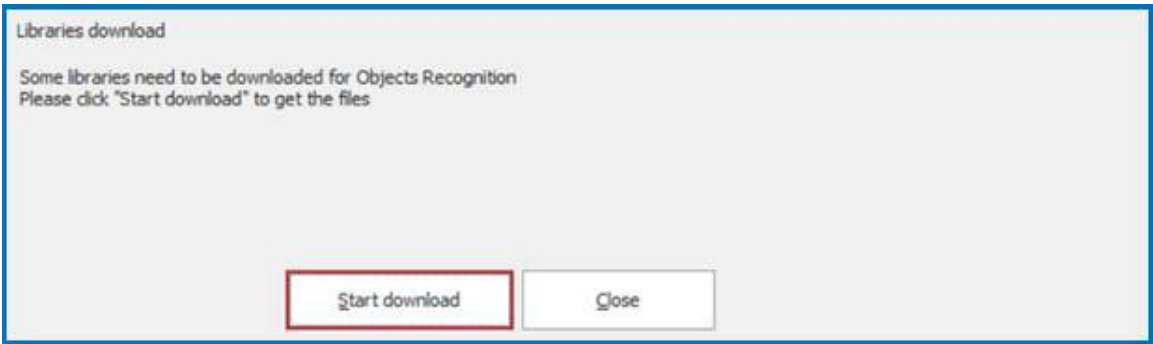 Libraries download
Some libraries need to be downloaded for Objects Recognition
Please click "Start download" to get the files
Start download
Close